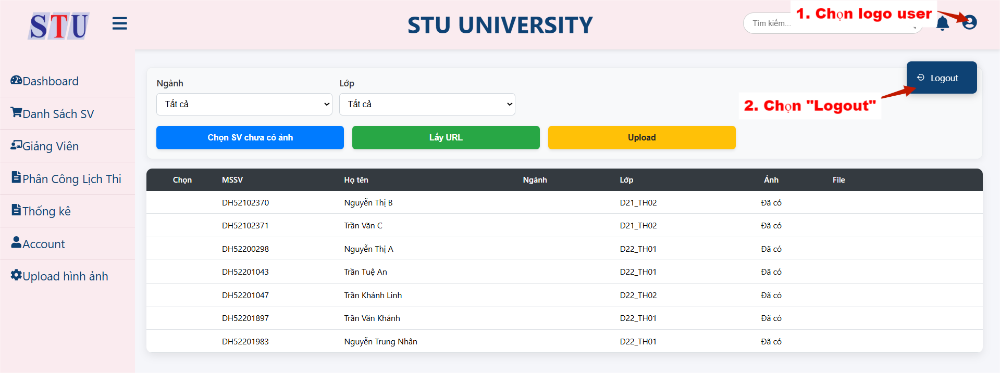 STU
STU UNIVERSITY
Tìm kiếm...
1. Chọn logo user
Logout
2. Chọn "Logout"
Dashboard
Danh Sách SV
Giảng Viên
Phân Công Lịch Thi
Thống kê
Account
Upload hình ảnh
Ngành Lớp
Tất cả Tất cả
Chọn SV chưa có ảnh Lấy URL Upload
Chọn MSSV Họ tên Ngành Lớp Ảnh File
DH52102370 Nguyễn Thị B D21_TH02 Đã có
DH52102371 Trần Văn C D21_TH02 Đã có
DH52200298 Nguyễn Thị A D22_TH01 Đã có
DH52201043 Trần Tuệ An D22_TH01 Đã có
DH52201047 Trần Khánh Linh D22_TH02 Đã có
DH52201897 Trần Văn Khánh D22_TH01 Đã có
DH52201983 Nguyễn Trung Nhân D22_TH01 Đã có